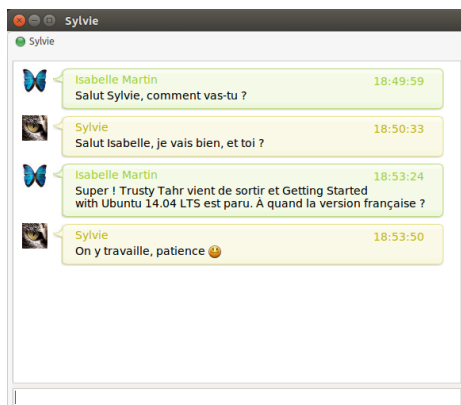 Sylvie
Sylvie
Isabelle Martin 18:49:59
Salut Sylvie, comment vas-tu ?
Sylvie 18:50:33
Salut Isabelle, je vais bien, et toi ?
Isabelle Martin 18:53:24
Super ! Trusty Tahr vient de sortir et Getting Started
with Ubuntu 14.04 LTS est paru. À quand la version française ?
Sylvie 18:53:50
On y travaille, patience 😃